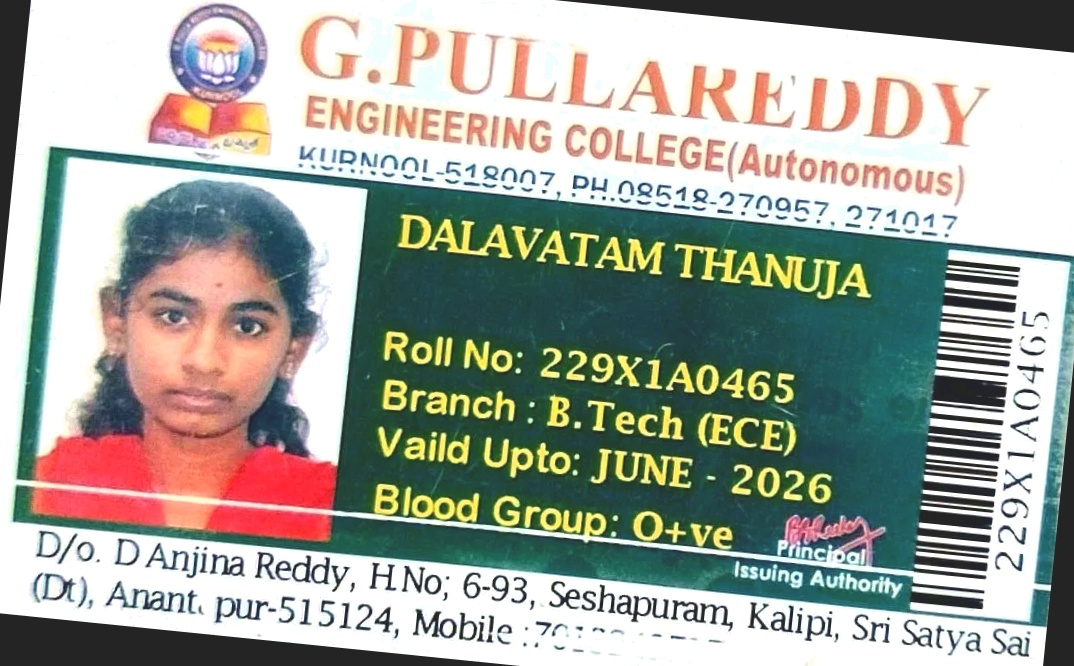 G.PULLAREDDY
ENGINEERING COLLEGE(Autonomous)
KURNOOL-518007, PH.08518-270957, 271017
DALAVATAM THANUJA
Roll No: 229X1A0465
Branch : B.Tech (ECE)
Vaild Upto: JUNE - 2026
Blood Group: O+ve
Principal
Issuing Authority
229X1A0465
D/o. D Anjina Reddy, H.No; 6-93, Seshapuram, Kalipi, Sri Satya Sai
(Dt), Anant. pur-515124, Mobile :